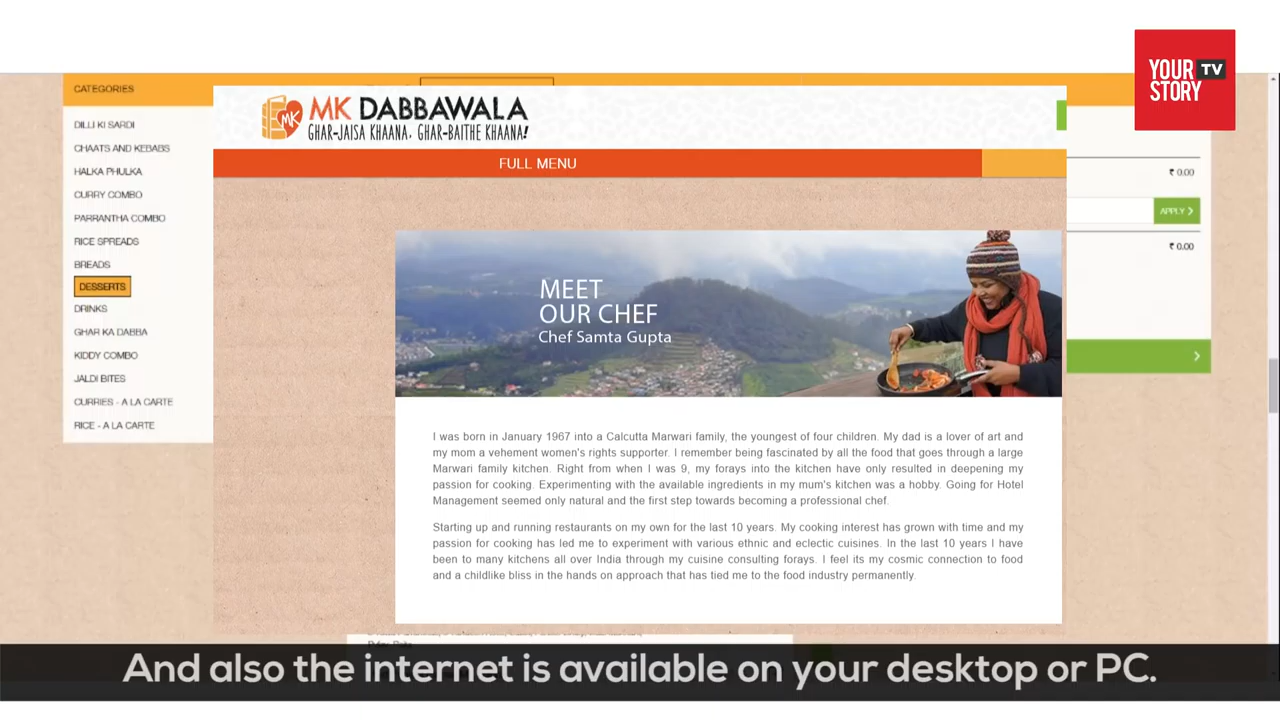 YOUR
STORY
TV
CATEGORIES
DILLI KI SARDI
CHAATS AND KEBABS
HALKA PHULKA
CURRY COMBO
PARRANTHA COMBO
RICE SPREADS
BREADS
DESSERTS
DRINKS
GHAR KA DABBA
KIDDY COMBO
JALDI BITES
CURRIES - A LA CARTE
RICE - A LA CARTE
MK
MK DABBAWALA
GHAR-JAISA KHAANA, GHAR-BAITHE KHAANA!
FULL MENU
₹ 0.00
APPLY
₹ 0.00
MEET
OUR CHEF
Chef Samta Gupta
I was born in January 1967 into a Calcutta Marwari family, the youngest of four children. My dad is a lover of art and
my mom a vehement women's rights supporter. I remember being fascinated by all the food that goes through a large
Marwari family kitchen. Right from when I was 9, my forays into the kitchen have only resulted in deepening my
passion for cooking. Experimenting with the available ingredients in my mum's kitchen was a hobby. Going for Hotel
Management seemed only natural and the first step towards becoming a professional chef.
Starting up and running restaurants on my own for the last 10 years. My cooking interest has grown with time and my
passion for cooking has led me to experiment with various ethnic and eclectic cuisines. In the last 10 years I have
been to many kitchens all over India through my cuisine consulting forays. I feel its my cosmic connection to food
and a childlike bliss in the hands on approach that has tied me to the food industry permanently.
And also the internet is available on your desktop or PC.